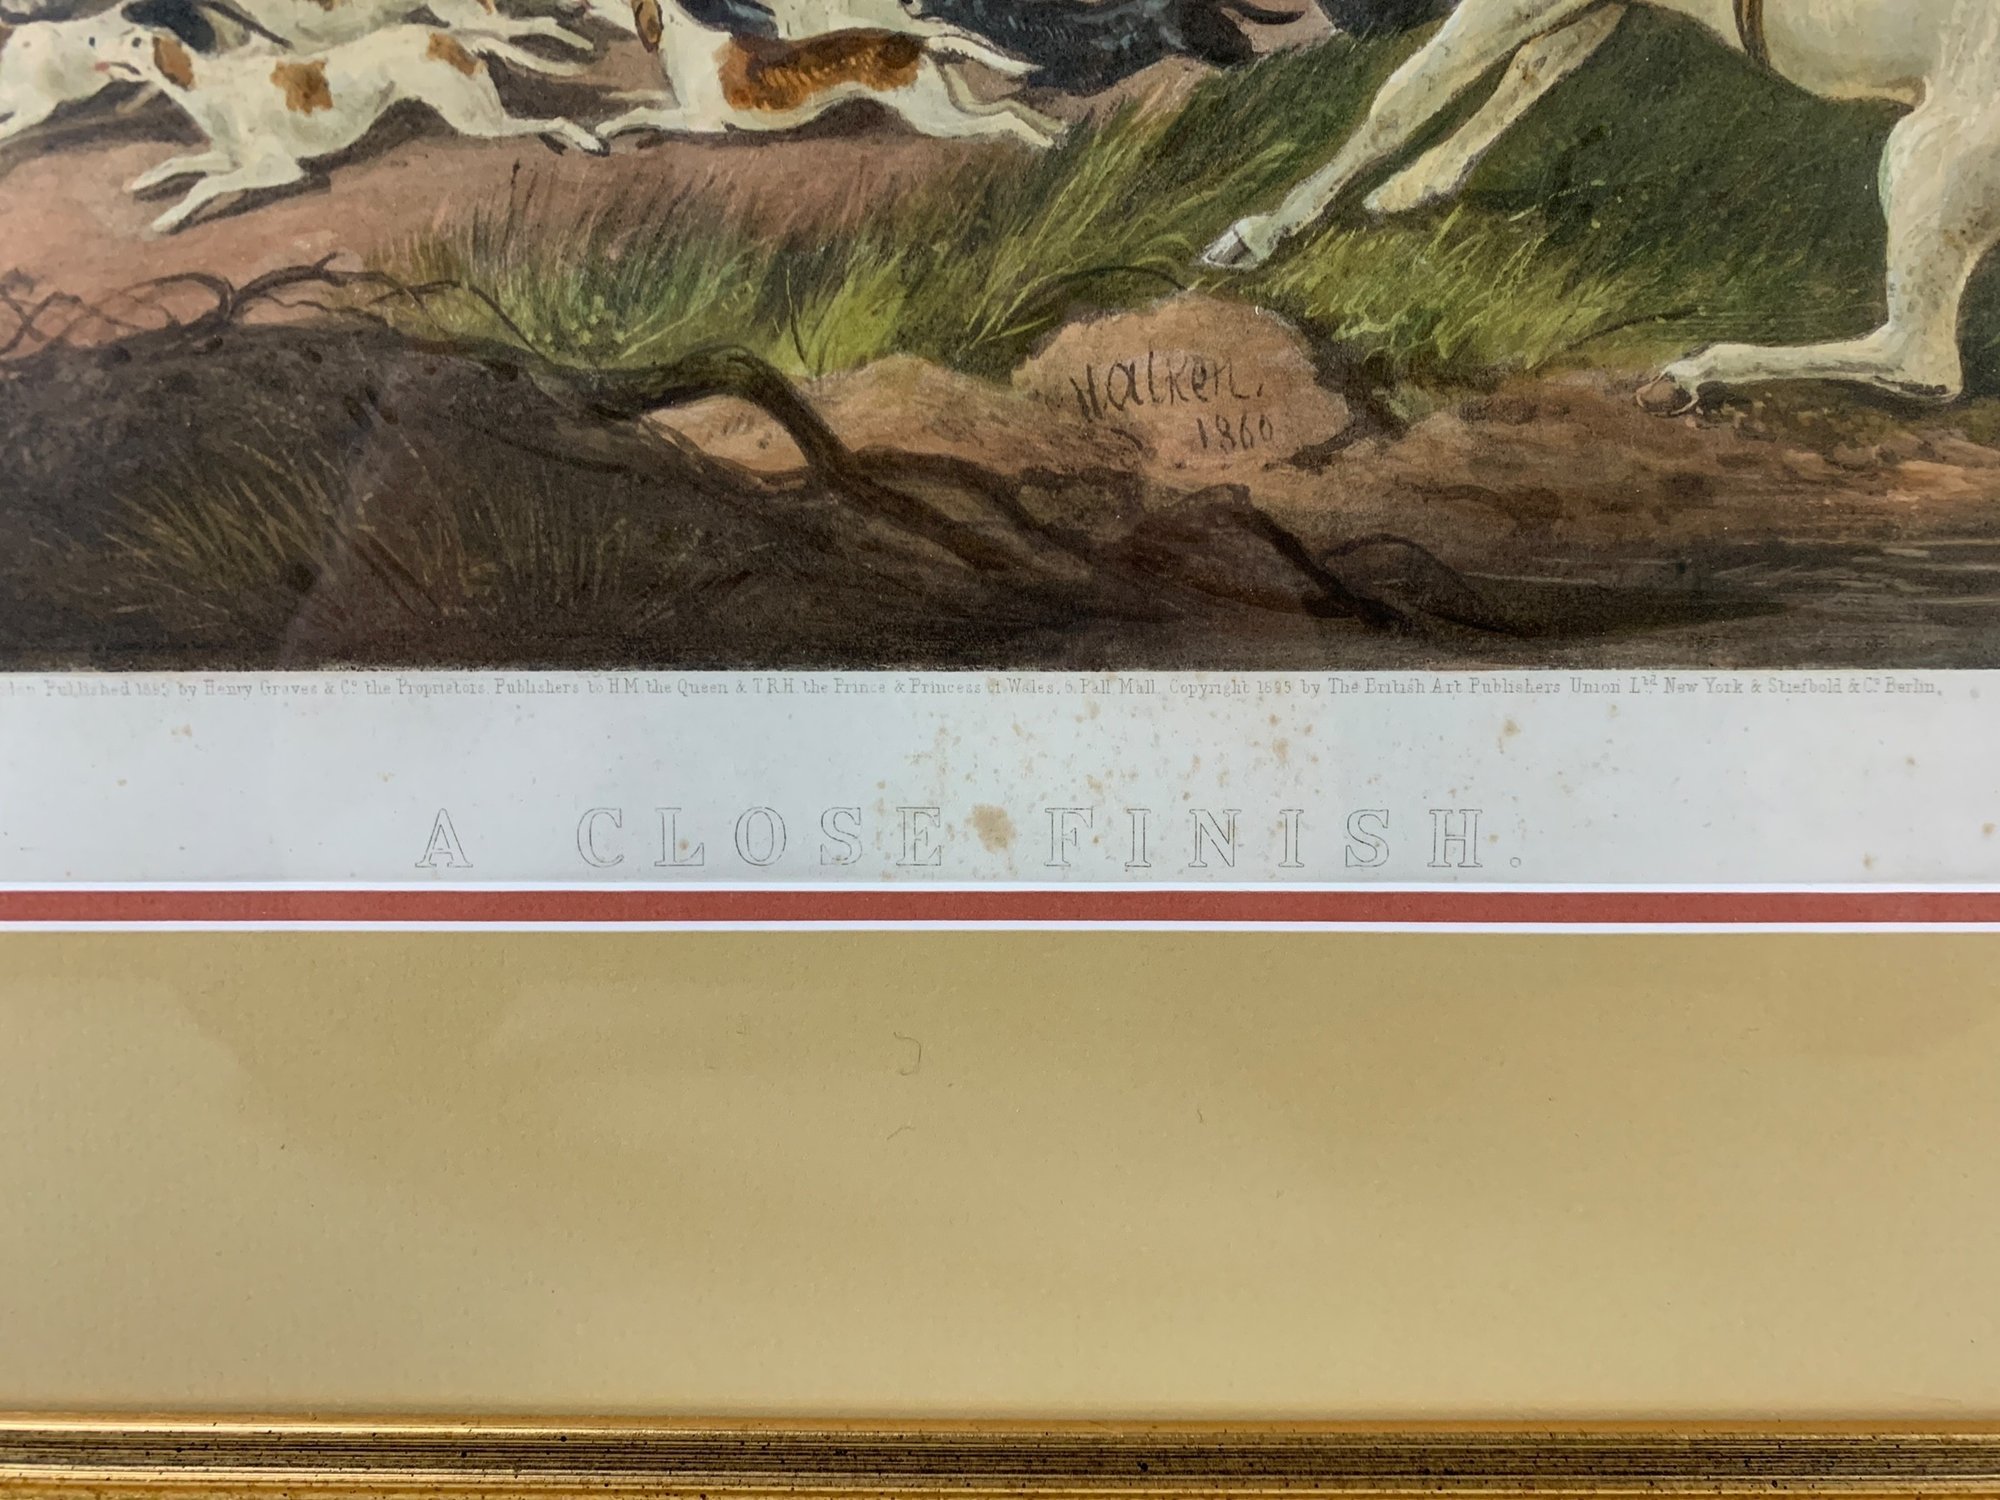 Halken.
1860
Published 1895 by Henry Graves & Co. the Proprietors. Publishers to H.M. the Queen & T.R.H. the Prince & Princess of Wales, 6, Pall Mall. Copyright 1895 by The British Art Publishers Union Ltd. New York & Stiefbold & Co. Berlin.
A CLOSE FINISH.